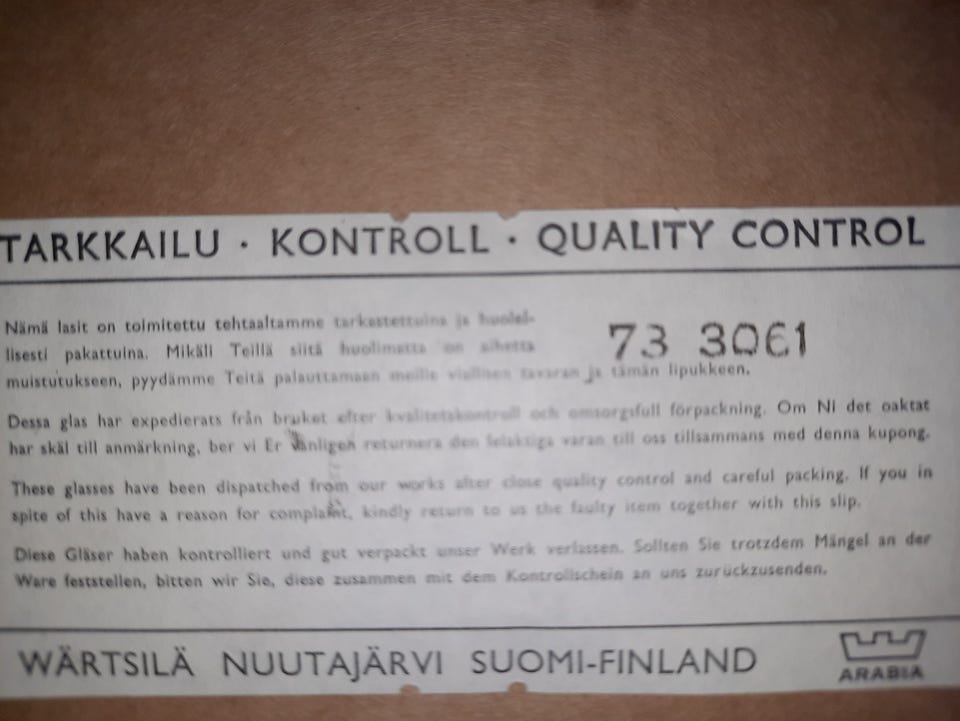 TARKKAILU · KONTROLL · QUALITY CONTROL
Nämä lasit on toimitettu tehtaaltamme tarkastettuina ja huolel-
lisesti pakattuina. Mikäli Teillä siitä huolimatta on aihetta
73 3061
muistutukseen, pyydämme Teitä palauttamaan meille viallisen tavaran ja tämän lipukkeen.
Dessa glas har expedierats från bruket efter kvalitetskontroll och omsorgsfull förpackning. Om Ni det oaktat
har skäl till anmärkning, ber vi Er vänligen returnera den felaktiga varan till oss tillsammans med denna kupong.
These glasses have been dispatched from our works after close quality control and careful packing. If you in
spite of this have a reason for complaint, kindly return to us the faulty item together with this slip.
Diese Gläser haben kontrolliert und gut verpackt unser Werk verlassen. Sollten Sie trotzdem Mängel an der
Ware feststellen, bitten wir Sie, diese zusammen mit dem Kontrollschein an uns zurückzusenden.
WÄRTSILÄ NUUTAJÄRVI SUOMI-FINLAND
ARABIA